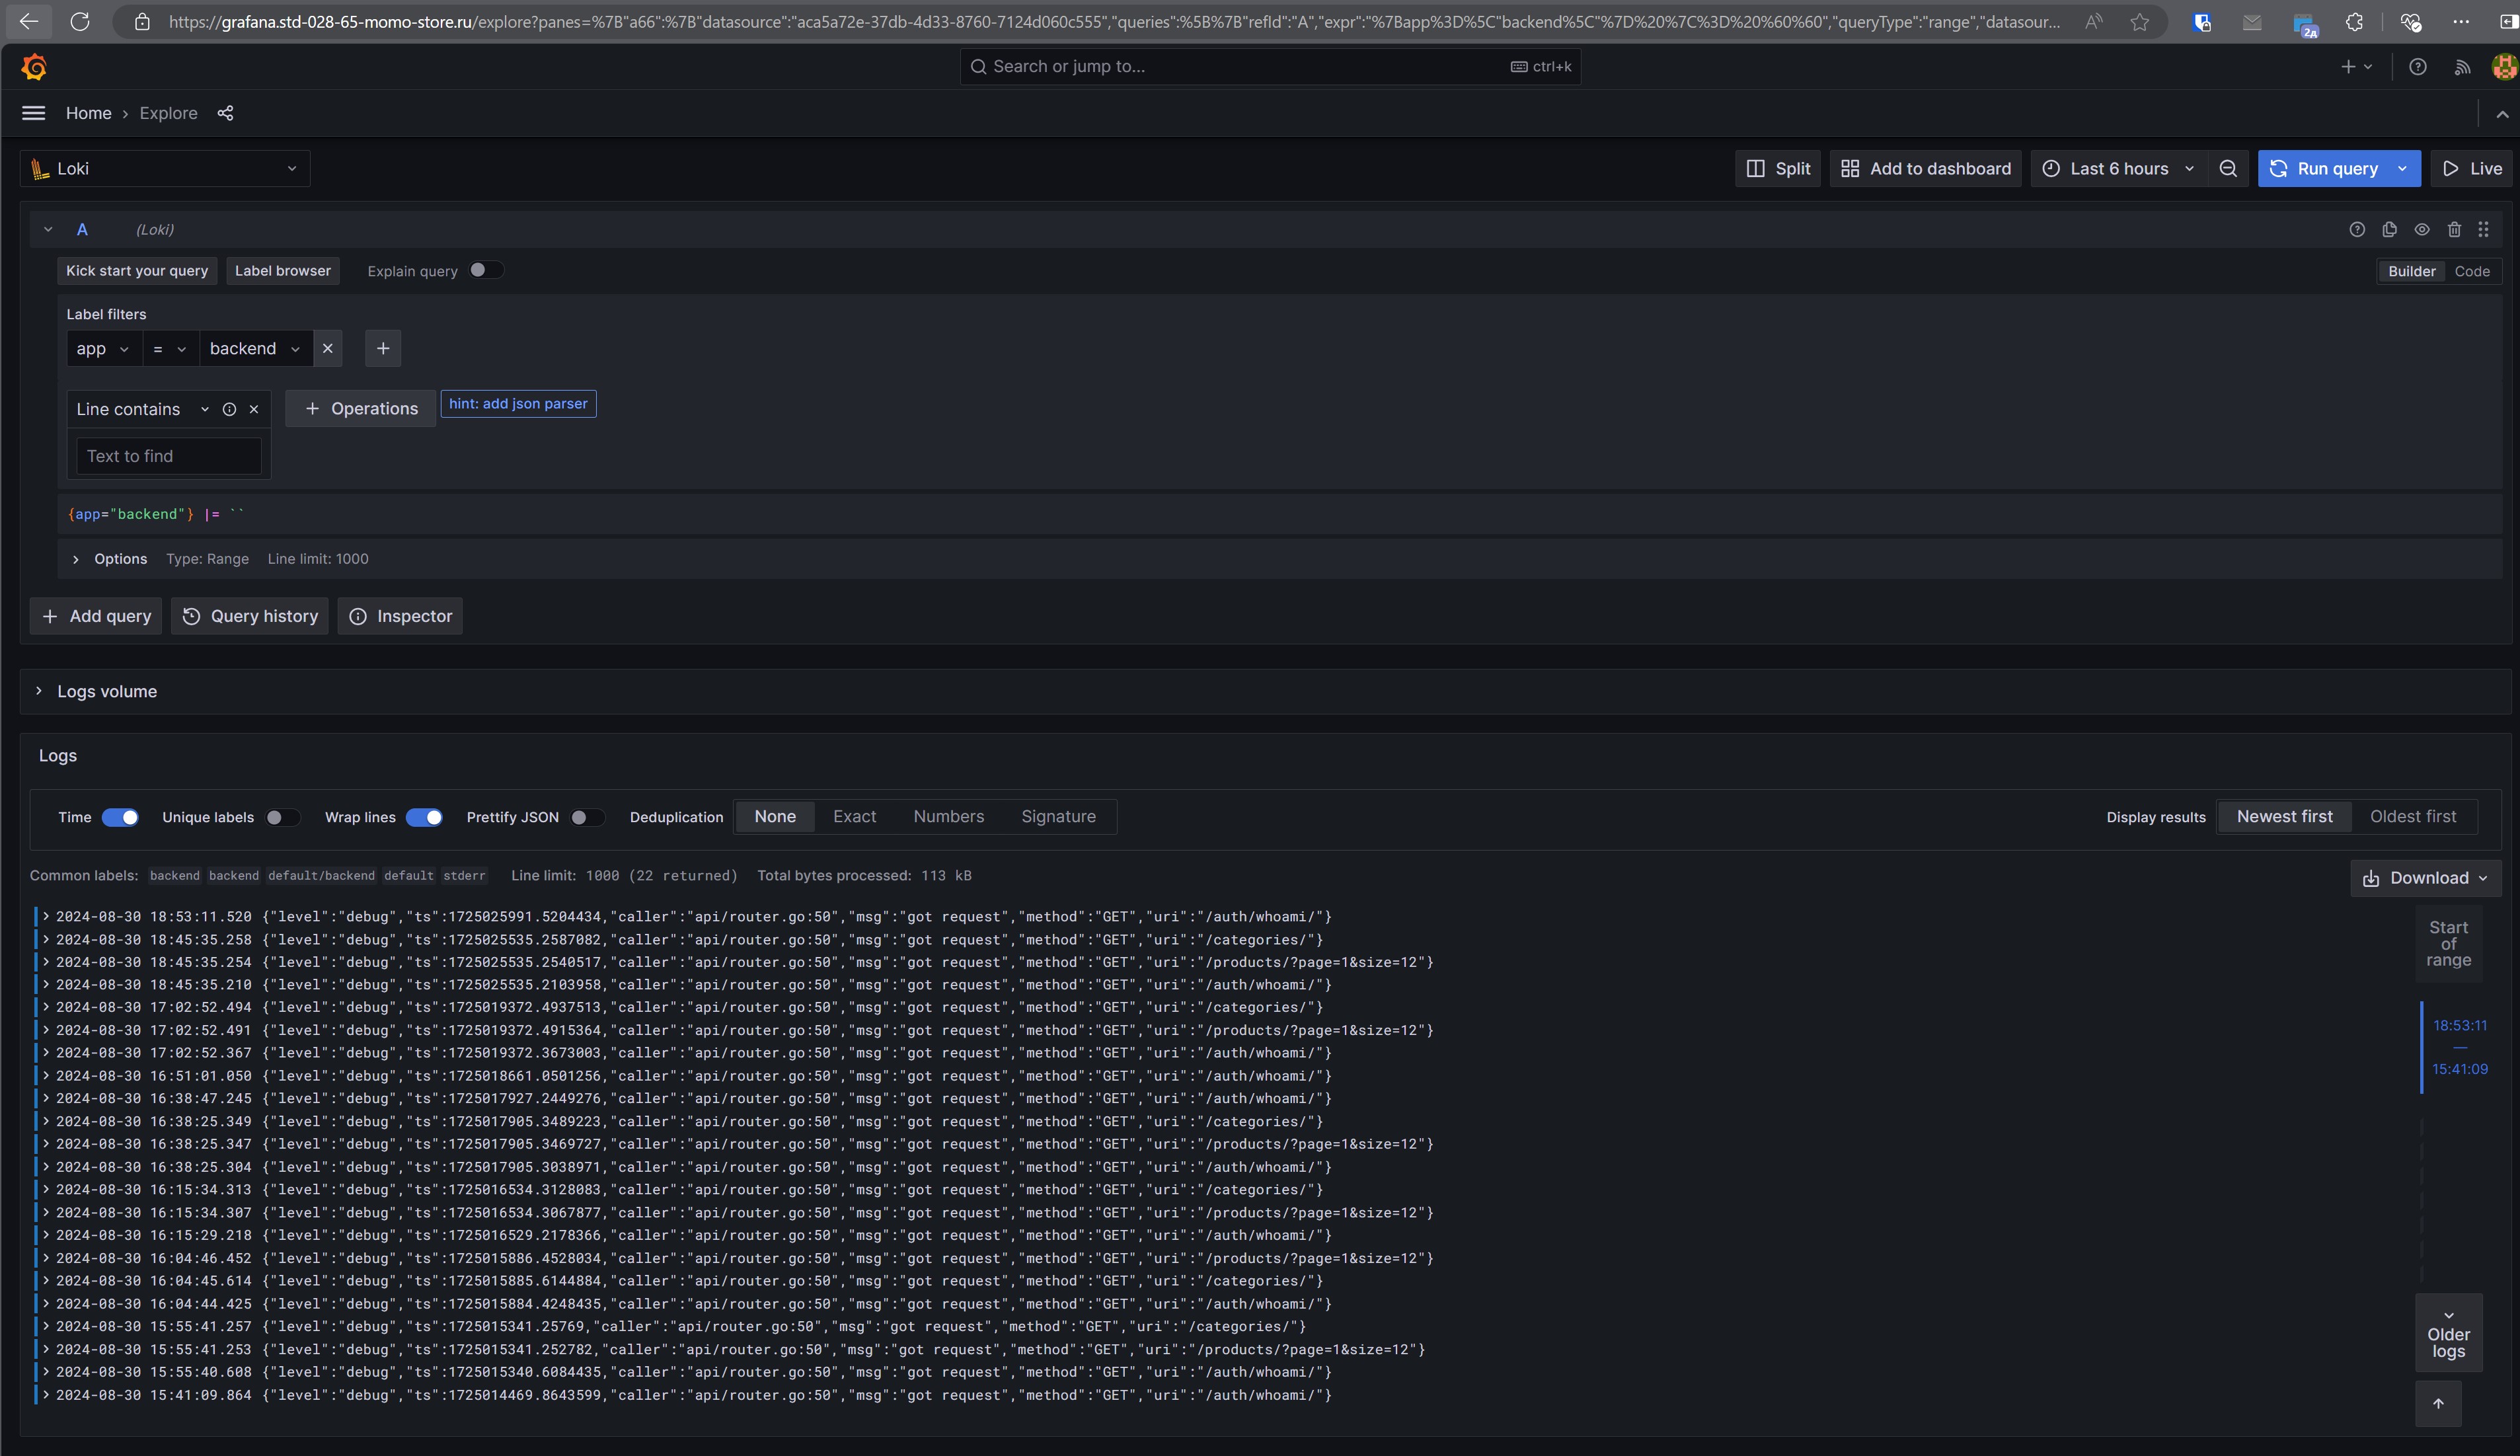 https://grafana.std-028-65-momo-store.ru/explore?panes=%7B"a66":%7B"datasource":"aca5a72e-37db-4d33-8760-7124d060c555","queries":%5B%7B"refId":"A","expr":"%7Bapp%3D%5C"backend%5C"%7D%20%7C%3D%20%60%60","queryType":"range","datasour...
2д
Search or jump to...
ctrl+k
Home
Explore
Loki
Split
Add to dashboard
Last 6 hours
Run query
Live
A
(Loki)
Kick start your query
Label browser
Explain query
Builder
Code
Label filters
app
=
backend
Line contains
Operations
hint: add json parser
Text to find
{app="backend"} |= ``
Options Type: Range Line limit: 1000
Add query
Query history
Inspector
Logs volume
Logs
Time
Unique labels
Wrap lines
Prettify JSON
Deduplication
None
Exact
Numbers
Signature
Display results
Newest first
Oldest first
Common labels: backend backend default/backend default stderr Line limit: 1000 (22 returned) Total bytes processed: 113 kB
Download
2024-08-30 18:53:11.520 {"level":"debug","ts":1725025991.5204434,"caller":"api/router.go:50","msg":"got request","method":"GET","uri":"/auth/whoami/"}
2024-08-30 18:45:35.258 {"level":"debug","ts":1725025535.2587082,"caller":"api/router.go:50","msg":"got request","method":"GET","uri":"/categories/"}
2024-08-30 18:45:35.254 {"level":"debug","ts":1725025535.2540517,"caller":"api/router.go:50","msg":"got request","method":"GET","uri":"/products/?page=1&size=12"}
2024-08-30 18:45:35.210 {"level":"debug","ts":1725025535.2103958,"caller":"api/router.go:50","msg":"got request","method":"GET","uri":"/auth/whoami/"}
2024-08-30 17:02:52.494 {"level":"debug","ts":1725019372.4937513,"caller":"api/router.go:50","msg":"got request","method":"GET","uri":"/categories/"}
2024-08-30 17:02:52.491 {"level":"debug","ts":1725019372.4915364,"caller":"api/router.go:50","msg":"got request","method":"GET","uri":"/products/?page=1&size=12"}
2024-08-30 17:02:52.367 {"level":"debug","ts":1725019372.3673003,"caller":"api/router.go:50","msg":"got request","method":"GET","uri":"/auth/whoami/"}
2024-08-30 16:51:01.050 {"level":"debug","ts":1725018661.0501256,"caller":"api/router.go:50","msg":"got request","method":"GET","uri":"/auth/whoami/"}
2024-08-30 16:38:47.245 {"level":"debug","ts":1725017927.2449276,"caller":"api/router.go:50","msg":"got request","method":"GET","uri":"/auth/whoami/"}
2024-08-30 16:38:25.349 {"level":"debug","ts":1725017905.3489223,"caller":"api/router.go:50","msg":"got request","method":"GET","uri":"/categories/"}
2024-08-30 16:38:25.347 {"level":"debug","ts":1725017905.3469727,"caller":"api/router.go:50","msg":"got request","method":"GET","uri":"/products/?page=1&size=12"}
2024-08-30 16:38:25.304 {"level":"debug","ts":1725017905.3038971,"caller":"api/router.go:50","msg":"got request","method":"GET","uri":"/auth/whoami/"}
2024-08-30 16:15:34.313 {"level":"debug","ts":1725016534.3128083,"caller":"api/router.go:50","msg":"got request","method":"GET","uri":"/categories/"}
2024-08-30 16:15:34.307 {"level":"debug","ts":1725016534.3067877,"caller":"api/router.go:50","msg":"got request","method":"GET","uri":"/products/?page=1&size=12"}
2024-08-30 16:15:29.218 {"level":"debug","ts":1725016529.2178366,"caller":"api/router.go:50","msg":"got request","method":"GET","uri":"/auth/whoami/"}
2024-08-30 16:04:46.452 {"level":"debug","ts":1725015886.4528034,"caller":"api/router.go:50","msg":"got request","method":"GET","uri":"/products/?page=1&size=12"}
2024-08-30 16:04:45.614 {"level":"debug","ts":1725015885.6144884,"caller":"api/router.go:50","msg":"got request","method":"GET","uri":"/categories/"}
2024-08-30 16:04:44.425 {"level":"debug","ts":1725015884.4248435,"caller":"api/router.go:50","msg":"got request","method":"GET","uri":"/auth/whoami/"}
2024-08-30 15:55:41.257 {"level":"debug","ts":1725015341.25769,"caller":"api/router.go:50","msg":"got request","method":"GET","uri":"/categories/"}
2024-08-30 15:55:41.253 {"level":"debug","ts":1725015341.252782,"caller":"api/router.go:50","msg":"got request","method":"GET","uri":"/products/?page=1&size=12"}
2024-08-30 15:55:40.608 {"level":"debug","ts":1725015340.6084435,"caller":"api/router.go:50","msg":"got request","method":"GET","uri":"/auth/whoami/"}
2024-08-30 15:41:09.864 {"level":"debug","ts":1725014469.8643599,"caller":"api/router.go:50","msg":"got request","method":"GET","uri":"/auth/whoami/"}
Start
of
range
18:53:11
—
15:41:09
Older
logs